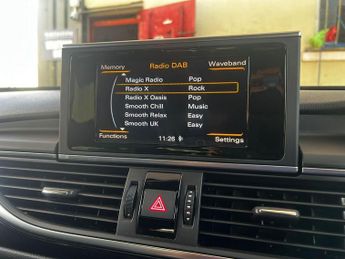 Memory
Radio DAB
Waveband
Magic Radio Pop
Radio X Rock
Radio X Oasis Pop
Smooth Chill Music
Smooth Relax Easy
Smooth UK Easy
Functions
11:26
Settings